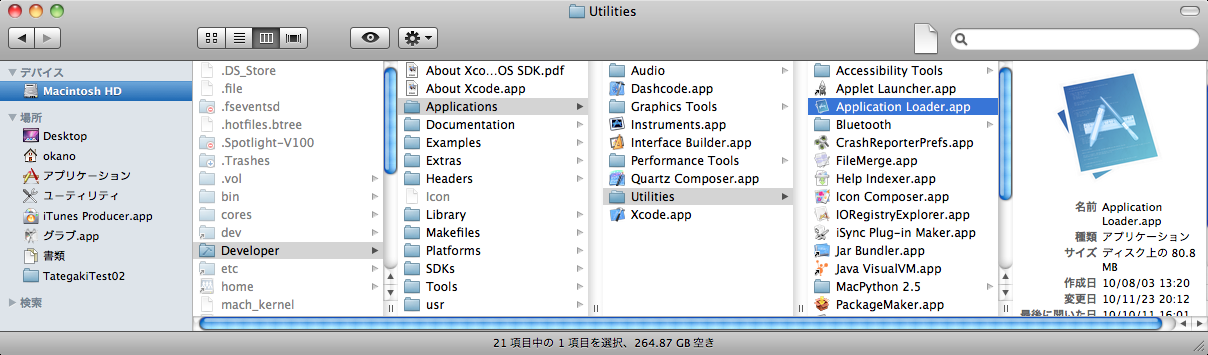 Utilities
デバイス
Macintosh HD
場所
Desktop
okano
アプリケーション
ユーティリティ
iTunes Producer.app
グラブ.app
書類
TategakiTest02
検索
.DS_Store
.file
.fseventsd
.hotfiles.btree
.Spotlight-V100
.Trashes
.vol
bin
cores
dev
Developer
etc
home
mach_kernel
About Xco...OS SDK.pdf
About Xcode.app
Applications
Documentation
Examples
Extras
Headers
Icon
Library
Makefiles
Platforms
SDKs
Tools
usr
Audio
Dashcode.app
Graphics Tools
Instruments.app
Interface Builder.app
Performance Tools
Quartz Composer.app
Utilities
Xcode.app
Accessibility Tools
Applet Launcher.app
Application Loader.app
Bluetooth
CrashReporterPrefs.app
FileMerge.app
Help Indexer.app
Icon Composer.app
IORegistryExplorer.app
iSync Plug-in Maker.app
Jar Bundler.app
Java VisualVM.app
MacPython 2.5
PackageMaker.app
名前 Application
Loader.app
種類 アプリケーション
サイズ ディスク上の 80.8
MB
作成日 10/08/03 13:20
変更日 10/11/23 20:12
最後に開いた日 10/10/11 16:01
21 項目中の 1 項目を選択、264.87 GB 空き